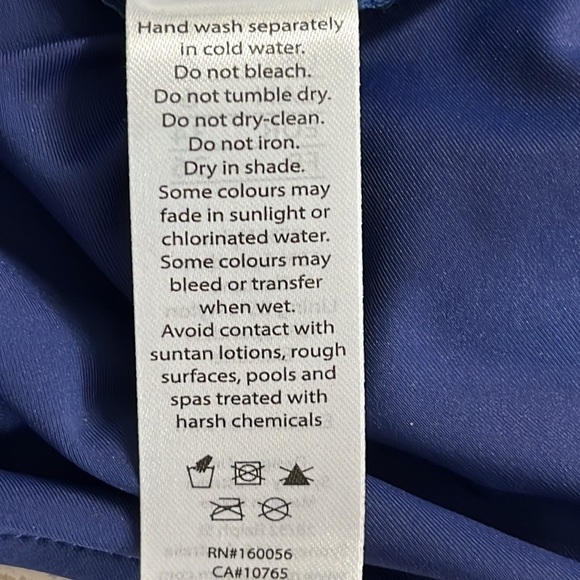 Hand wash separately
in cold water.
Do not bleach.
Do not tumble dry.
Do not dry-clean.
Do not iron.
Dry in shade.
Some colours may
fade in sunlight or
chlorinated water.
Some colours may
bleed or transfer
when wet.
Avoid contact with
suntan lotions, rough
surfaces, pools and
spas treated with
harsh chemicals
RN#160056
CA#10765